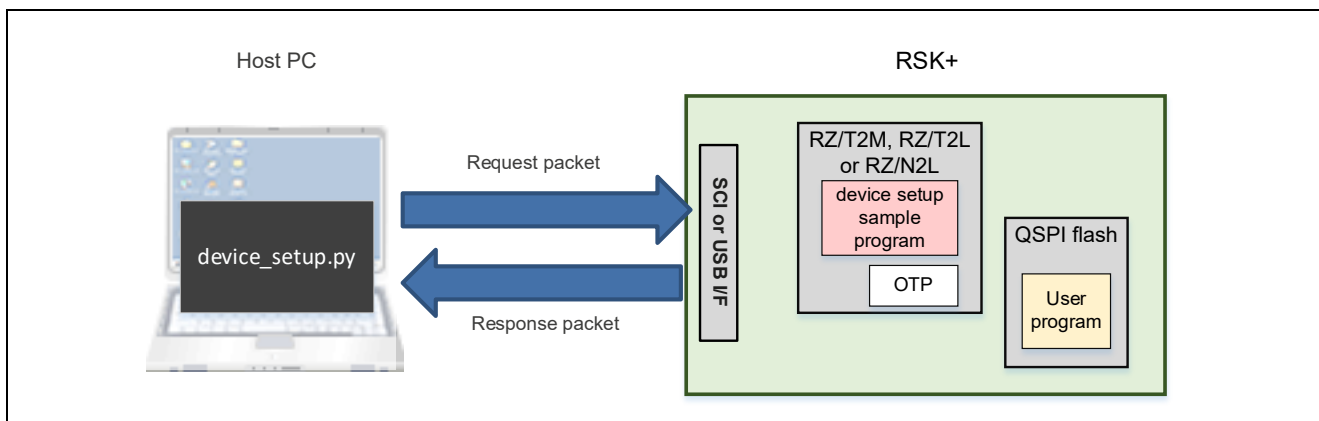 Host PC
RSK+
device_setup.py
Request packet
Response packet
SCI or USB I/F
RZ/T2M, RZ/T2L
or RZ/N2L
device setup
sample
program
OTP
QSPI flash
User
program